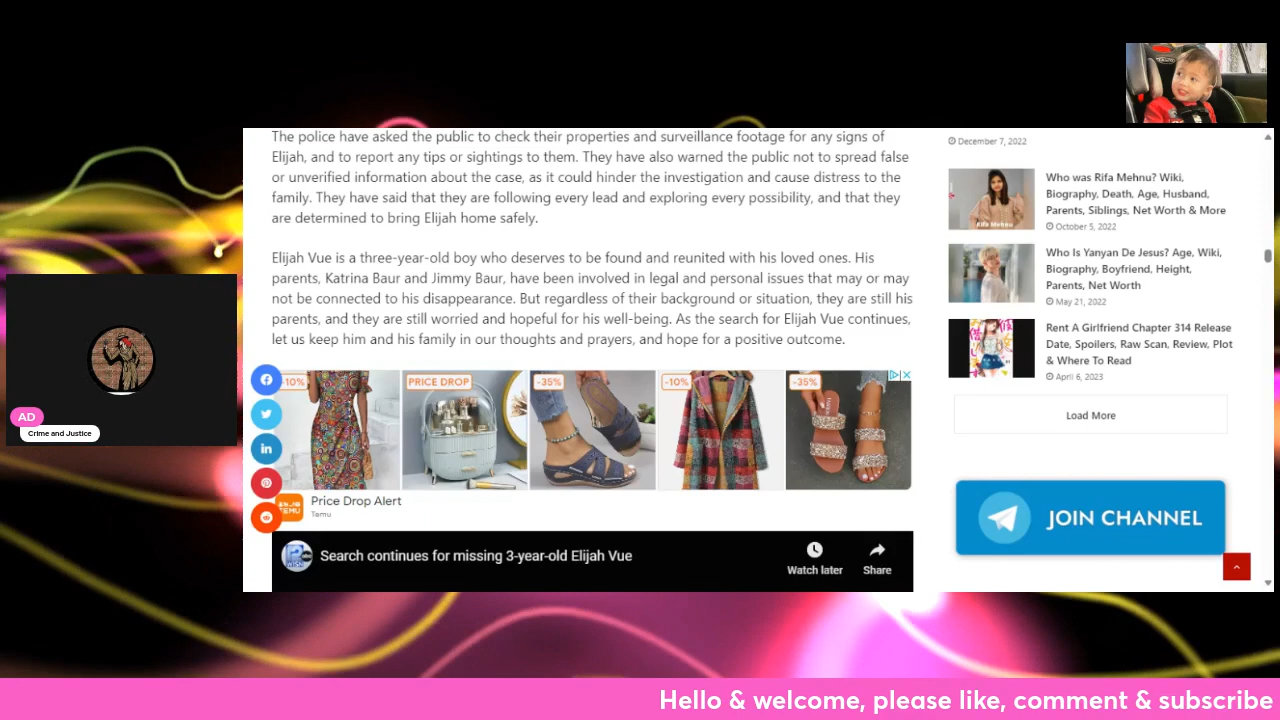 The police have asked the public to check their properties and surveillance footage for any signs of
Elijah, and to report any tips or sightings to them. They have also warned the public not to spread false
or unverified information about the case, as it could hinder the investigation and cause distress to the
family. They have said that they are following every lead and exploring every possibility, and that they
are determined to bring Elijah home safely.
Elijah Vue is a three-year-old boy who deserves to be found and reunited with his loved ones. His
parents, Katrina Baur and Jimmy Baur, have been involved in legal and personal issues that may or may
not be connected to his disappearance. But regardless of their background or situation, they are still his
parents, and they are still worried and hopeful for his well-being. As the search for Elijah Vue continues,
let us keep him and his family in our thoughts and prayers, and hope for a positive outcome.
-10%
PRICE DROP
-35%
-10%
-35%
TEMU
Price Drop Alert
Temu
Search continues for missing 3-year-old Elijah Vue
Watch later
Share
December 7, 2022
Rifa Mehnu
Who was Rifa Mehnu? Wiki,
Biography, Death, Age, Husband,
Parents, Siblings, Net Worth & More
October 5, 2022
Who Is Yanyan De Jesus? Age, Wiki,
Biography, Boyfriend, Height,
Parents, Net Worth
May 21, 2022
Rent A Girlfriend Chapter 314 Release
Date, Spoilers, Raw Scan, Review, Plot
& Where To Read
April 6, 2023
Load More
JOIN CHANNEL
AD
Crime and Justice
Hello & welcome, please like, comment & subscribe